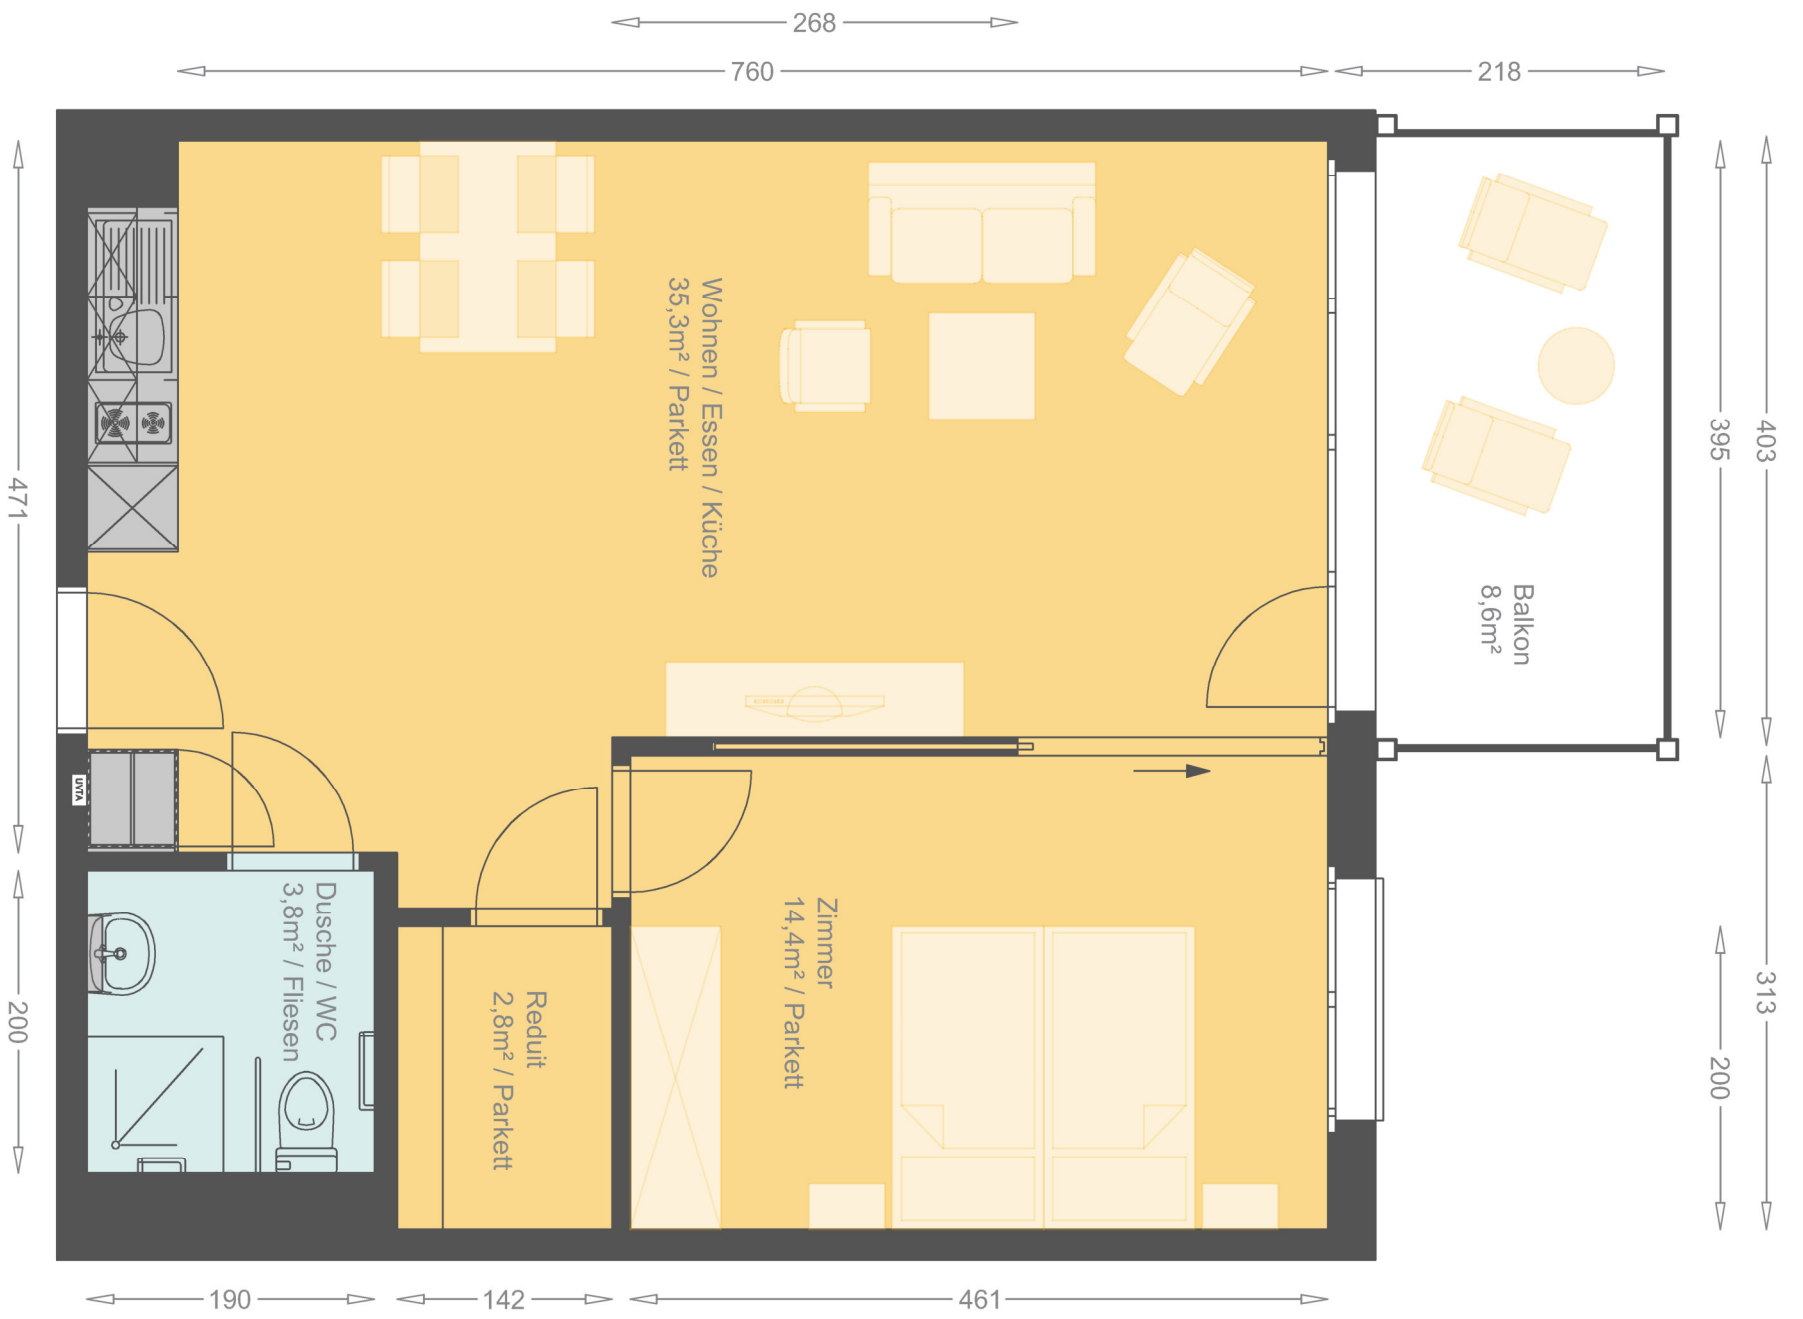 268
760
218
Wohnen / Essen / Küche
35,3m² / Parkett
Balkon
8,6m²
471
395
403
UVTA
Dusche / WC
3,8m² / Fliesen
Reduit
2,8m² / Parkett
Zimmer
14,4m² / Parkett
200
200
313
190
142
461